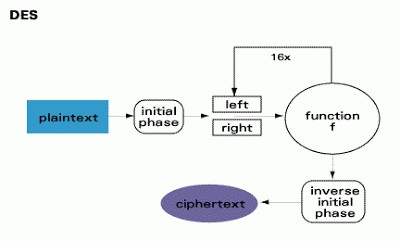 DES
16x
plaintext
initial
phase
left
right
function
f
inverse
initial
phase
ciphertext